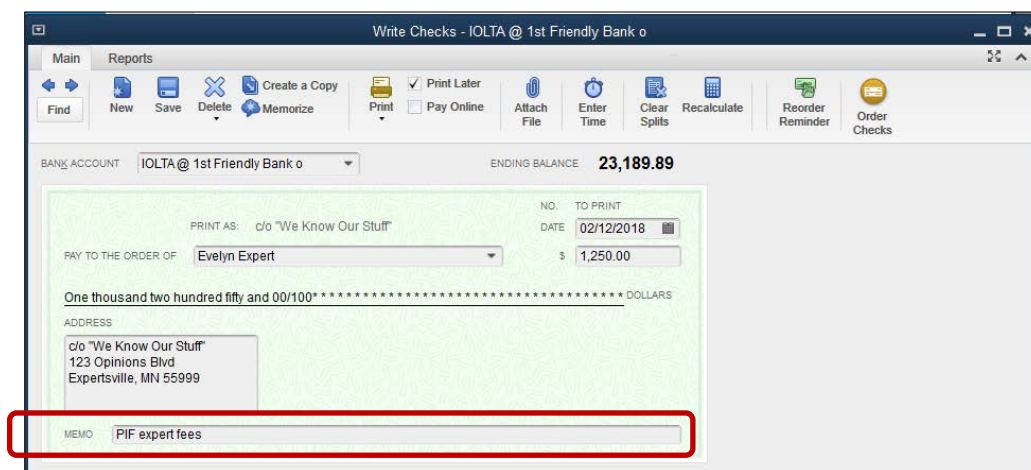 Write Checks - IOLTA @ 1st Friendly Bank o
Main Reports
Find New Save Delete Create a Copy Memorize Print Print Later Pay Online Attach File Enter Time Clear Splits Recalculate Reorder Reminder Order Checks
BANK ACCOUNT IOLTA @ 1st Friendly Bank o ENDING BALANCE 23,189.89
NO. TO PRINT
PRINT AS: c/o "We Know Our Stuff" DATE 02/12/2018
PAY TO THE ORDER OF Evelyn Expert $ 1,250.00
One thousand two hundred fifty and 00/100* * * * * * * * * * * * * * * * * * * * * * * * * * * * * * * * * * * * * * * DOLLARS
ADDRESS
c/o "We Know Our Stuff"
123 Opinions Blvd
Expertsville, MN 55999
MEMO PIF expert fees